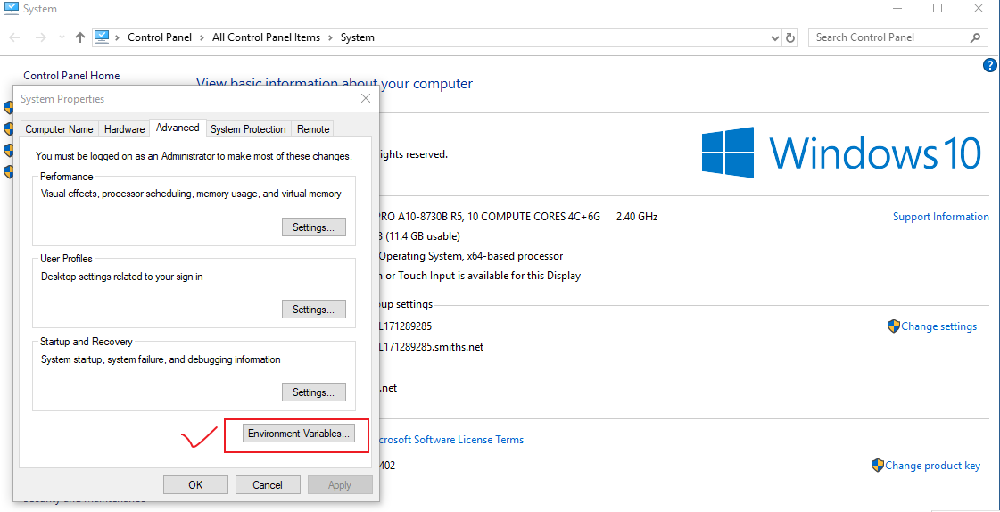 System
Control Panel > All Control Panel Items > System
Search Control Panel
Control Panel Home
View basic information about your computer
System Properties
Computer Name Hardware Advanced System Protection Remote
You must be logged on as an Administrator to make most of these changes.
Performance
Visual effects, processor scheduling, memory usage, and virtual memory
Settings...
User Profiles
Desktop settings related to your sign-in
Settings...
Startup and Recovery
System startup, system failure, and debugging information
Settings...
Environment Variables...
OK Cancel Apply
rights reserved.
Windows 10
PRO A10-8730B R5, 10 COMPUTE CORES 4C+6G 2.40 GHz
(11.4 GB usable)
Operating System, x64-based processor
or Touch Input is available for this Display
Support Information
settings
L171289285
L171289285.smiths.net
.net
Change settings
Software License Terms
402
Change product key